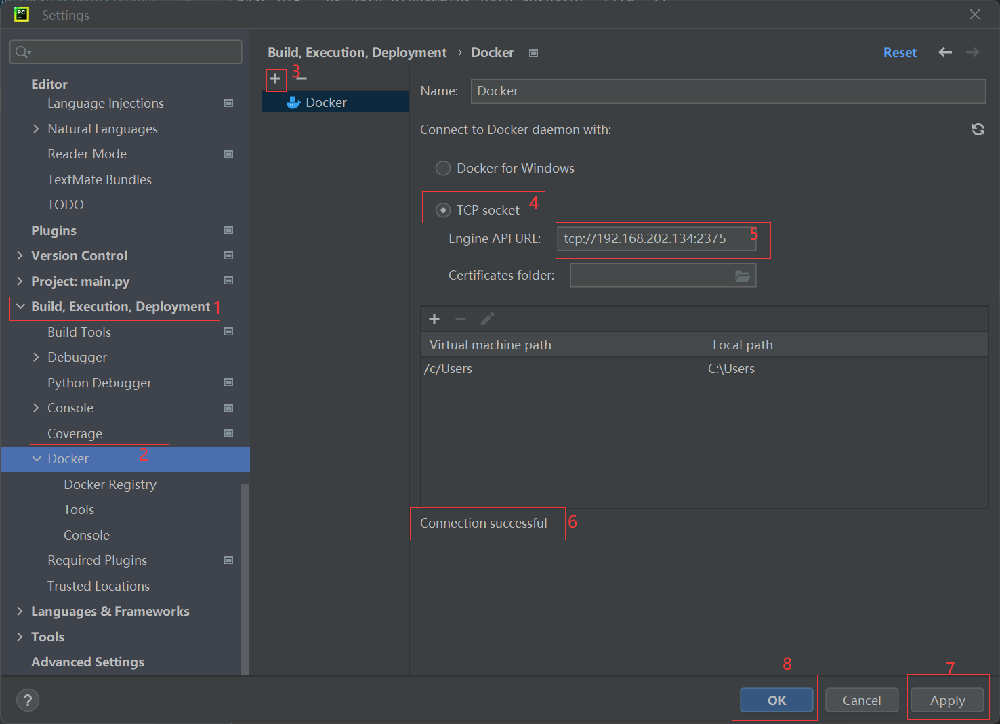 PC
Settings
Editor
Language Injections
Natural Languages
Reader Mode
TextMate Bundles
TODO
Plugins
Version Control
Project: main.py
Build, Execution, Deployment 1
Build Tools
Debugger
Python Debugger
Console
Coverage
Docker 2
Docker Registry
Tools
Console
Required Plugins
Trusted Locations
Languages & Frameworks
Tools
Advanced Settings
?
Build, Execution, Deployment › Docker
Reset
+ 3 −
Docker
Name: Docker
Connect to Docker daemon with:
Docker for Windows
TCP socket 4
Engine API URL: tcp://192.168.202.134:2375 5
Certificates folder:
Virtual machine path Local path
/c/Users C:\Users
Connection successful 6
8 7
OK Cancel Apply